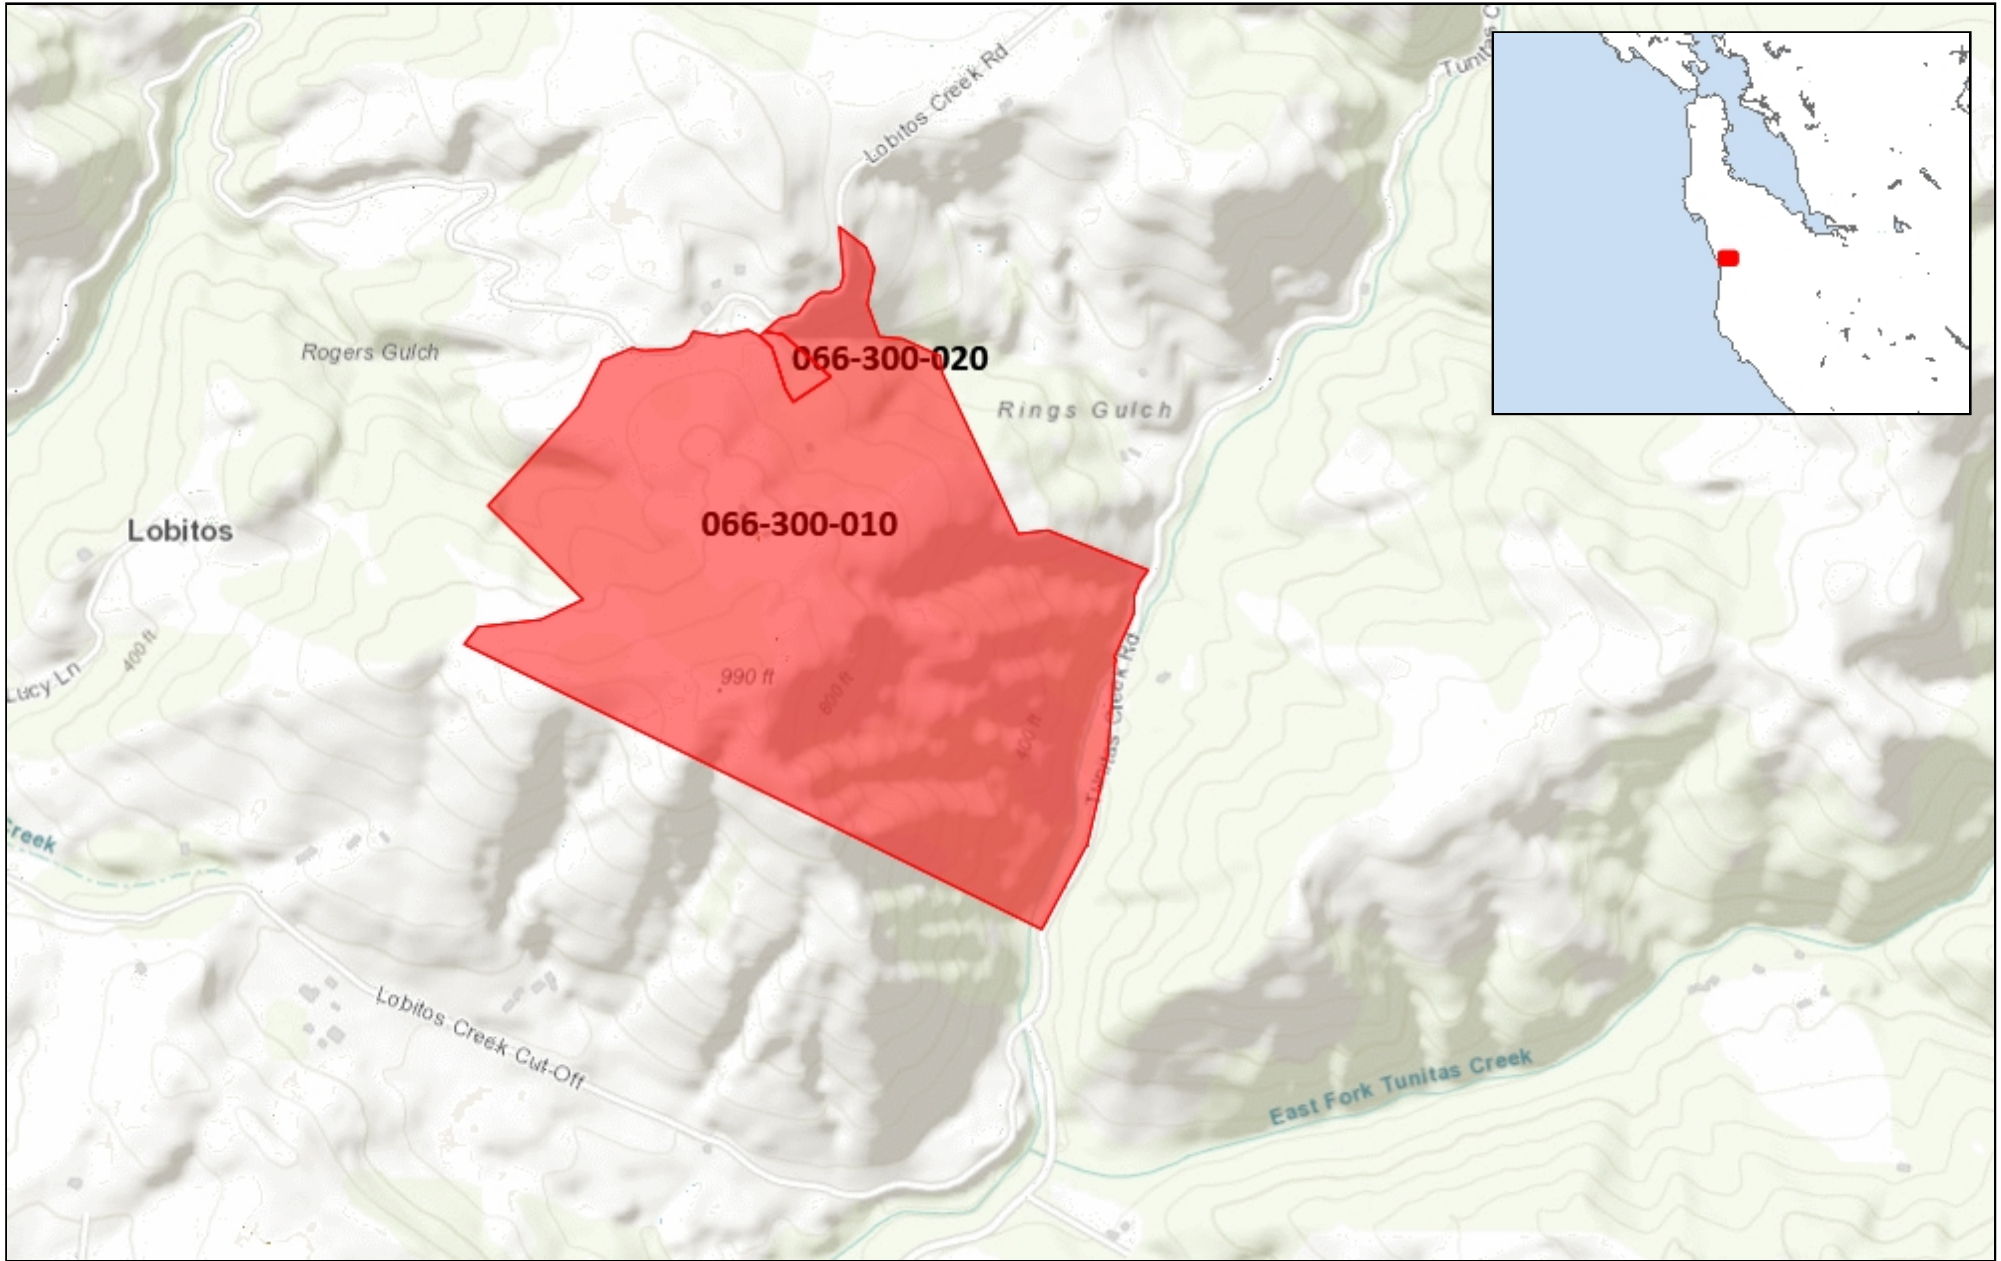 Tunitas C
Lobitos Creek Rd
066-300-020
Rogers Gulch
Rings Gulch
066-300-010
Lobitos
Tunitas Creek Rd
990 ft
800 ft
400 ft
400 ft
Lucy Ln
Creek
Lobitos Creek Cut-Off
East Fork Tunitas Creek